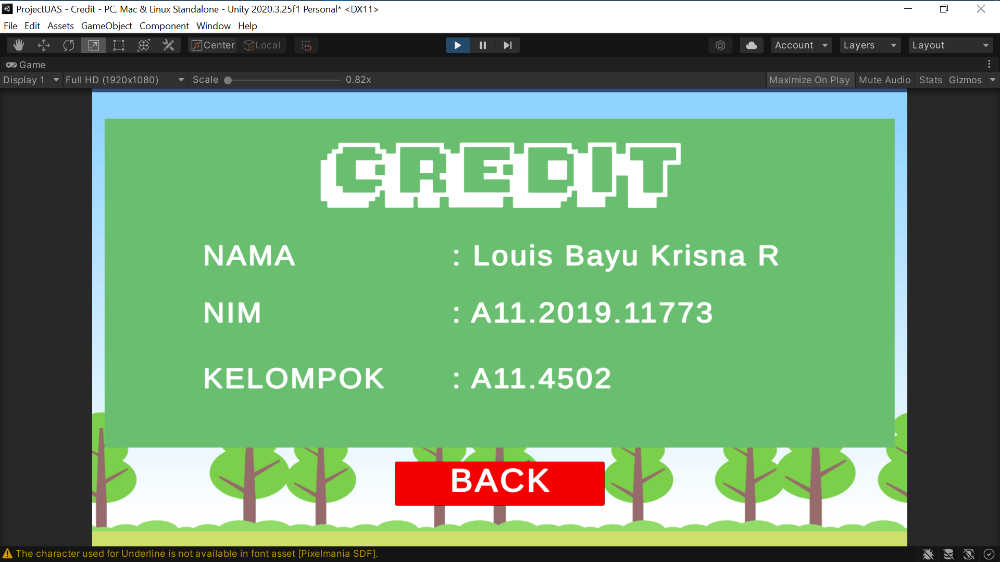 ProjectUAS - Credit - PC, Mac & Linux Standalone - Unity 2020.3.25f1 Personal* <DX11>
File Edit Assets GameObject Component Window Help
Center Local Account Layers Layout
Game
Display 1 Full HD (1920x1080) Scale 0.82x Maximize On Play Mute Audio Stats Gizmos
CREDIT
NAMA : Louis Bayu Krisna R
NIM : A11.2019.11773
KELOMPOK : A11.4502
BACK
The character used for Underline is not available in font asset [Pixelmania SDF].